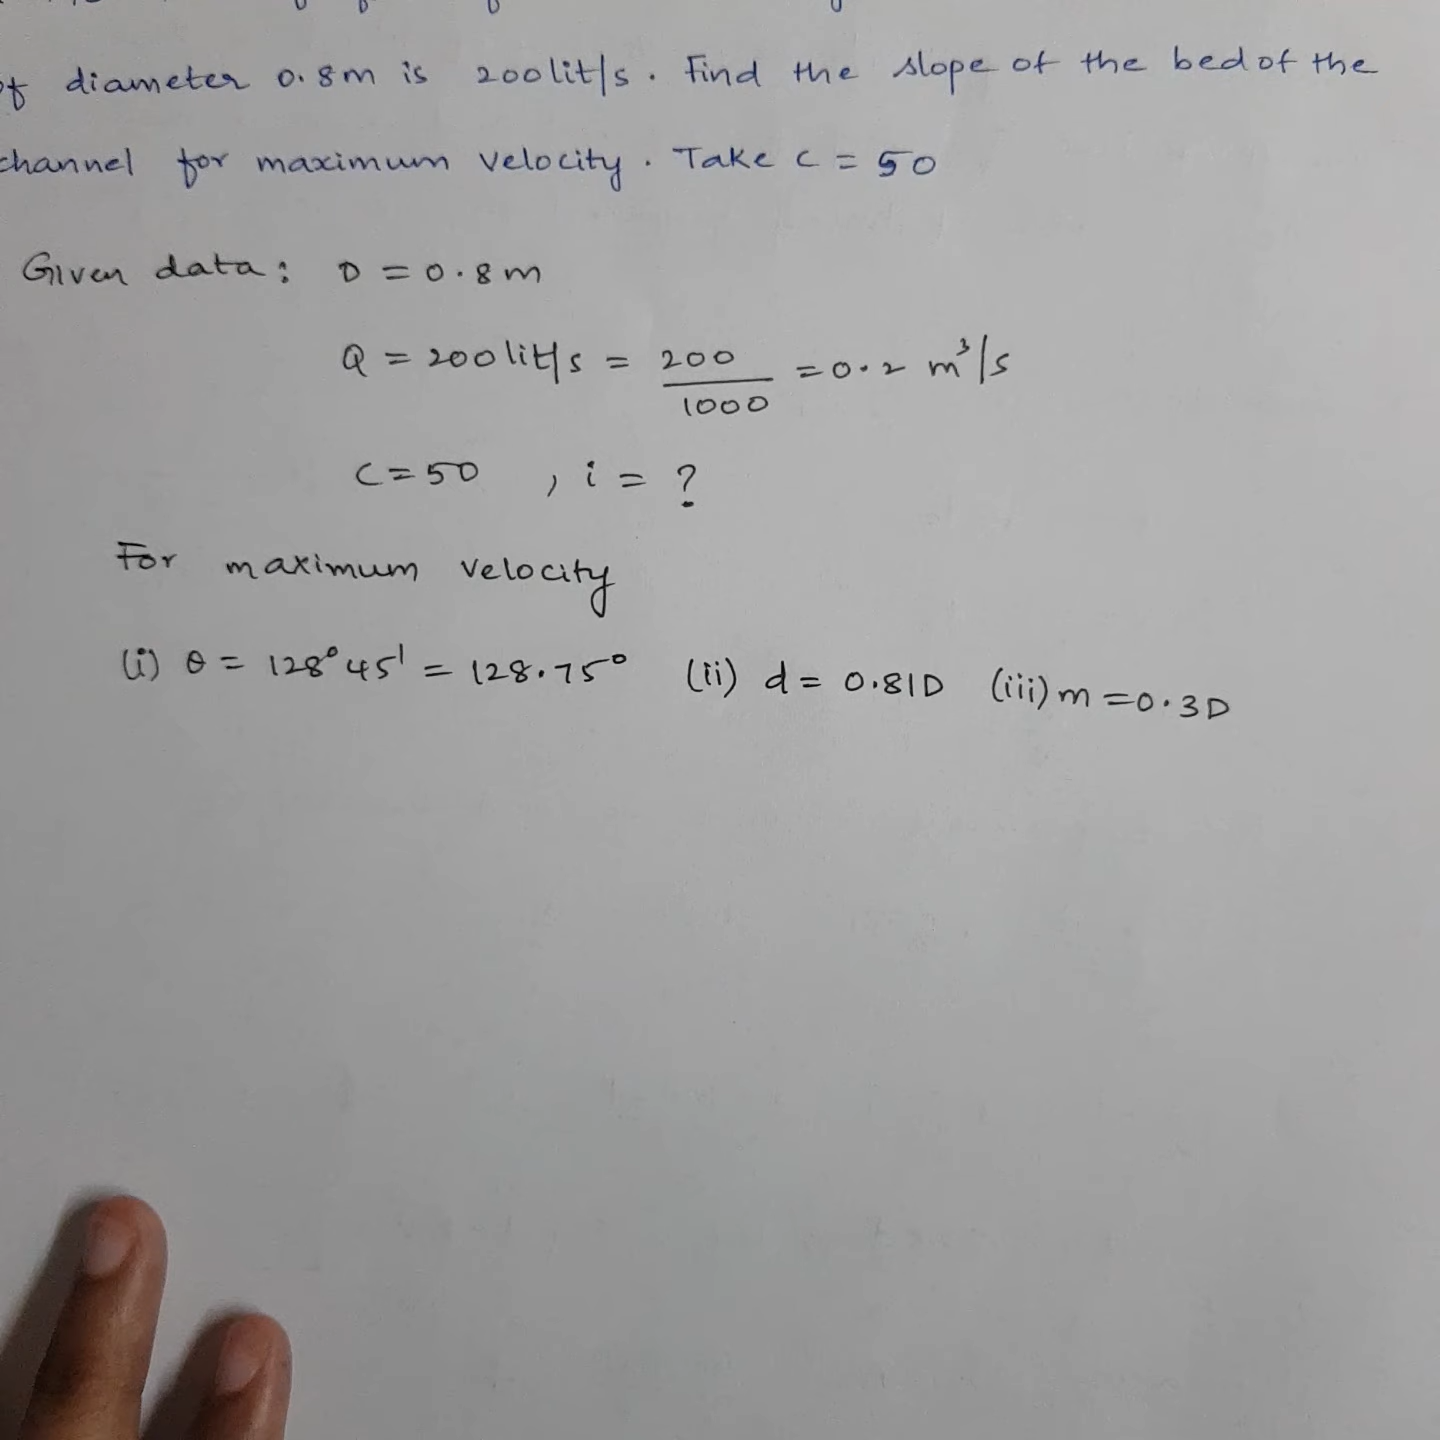 of diameter 0.8m is 200lit/s. Find the slope of the bed of the
channel for maximum velocity. Take C = 50
Given data: D = 0.8m
Q = 200lit/s = 200/1000 = 0.2 m³/s
C = 50 , i = ?
For maximum velocity
(i) θ = 128°45' = 128.75° (ii) d = 0.81D (iii) m = 0.3D